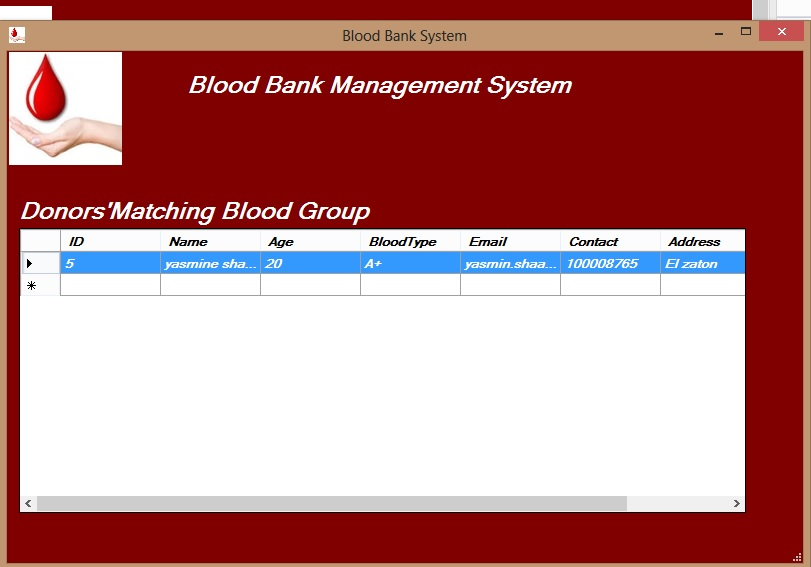 Blood Bank System
Blood Bank Management System
Donors'Matching Blood Group
ID Name Age BloodType Email Contact Address
5 yasmine sha... 20 A+ yasmin.shaa... 100008765 El zaton